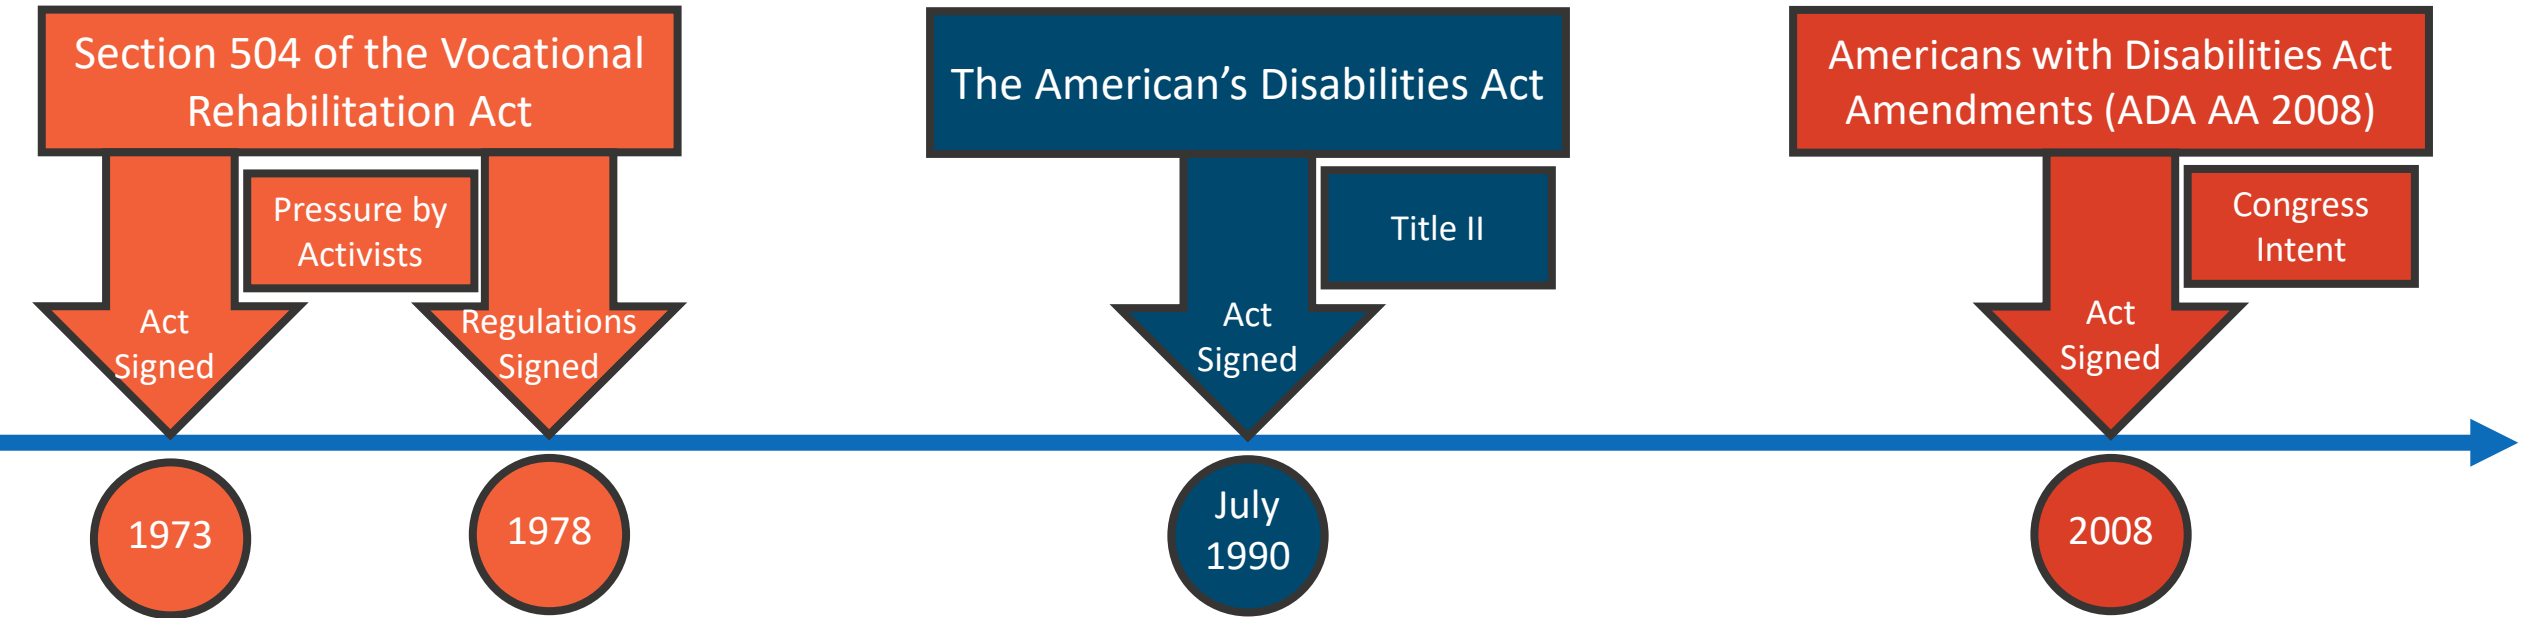 Section 504 of the Vocational
Rehabilitation Act
Pressure by
Activists
Act
Signed
Regulations
Signed
1973
1978
The American’s Disabilities Act
Title II
Act
Signed
July
1990
Americans with Disabilities Act
Amendments (ADA AA 2008)
Congress
Intent
Act
Signed
2008